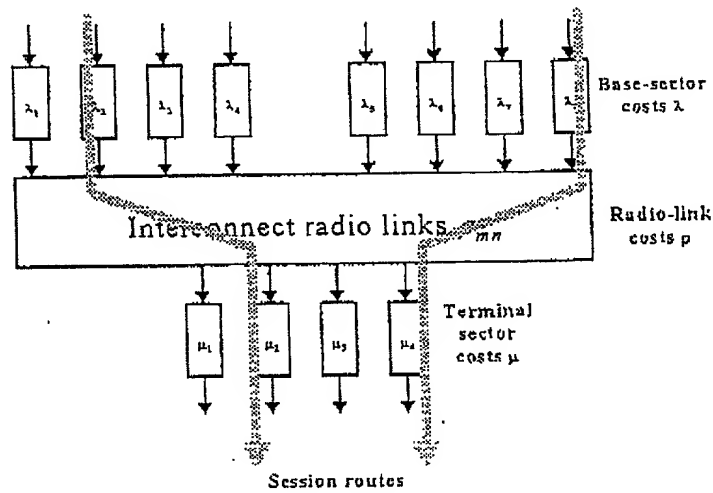 λ₁ λ₂ λ₃ λ₄ λ₅ λ₆ λ₇ λ
Base-sector
costs λ
Interconnect radio links, mn
Radio-link
costs ρ
μ₁ μ₂ μ₃ μ₄
Terminal
sector
costs μ
Session routes